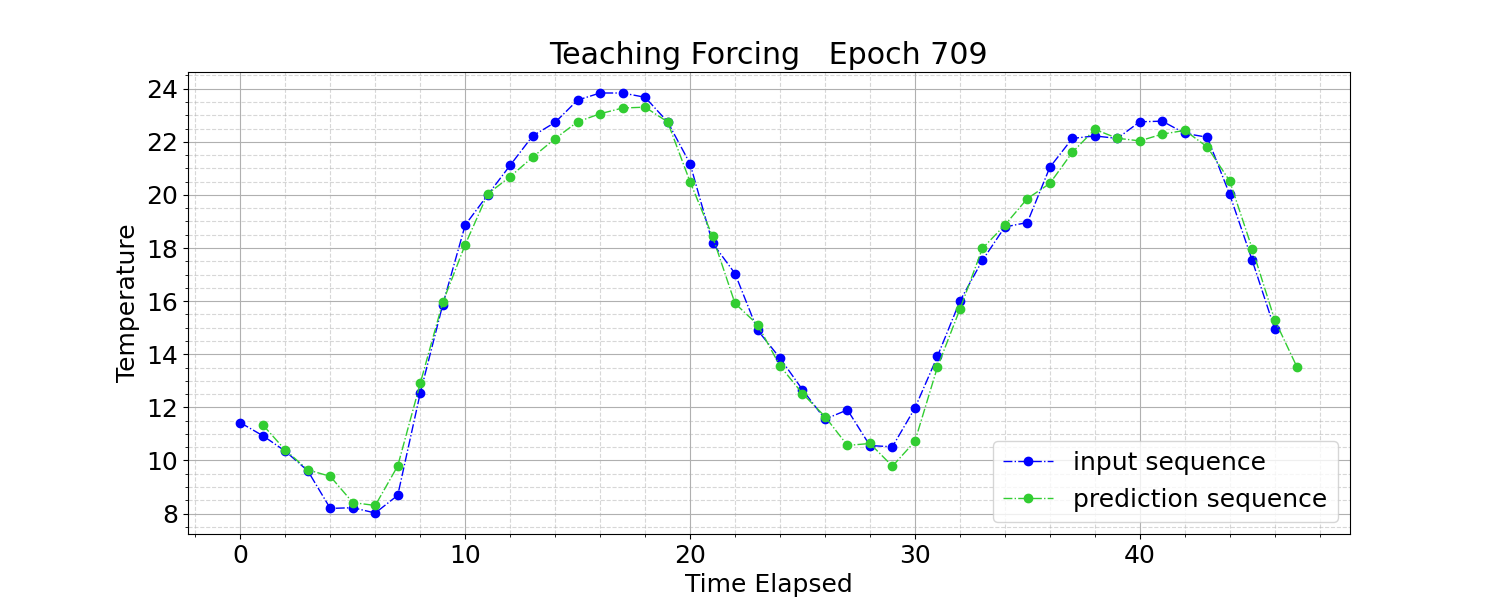 Teaching Forcing Epoch 709
Temperature
24
22
20
18
16
14
12
10
8
0 10 20 30 40
Time Elapsed
input sequence
prediction sequence